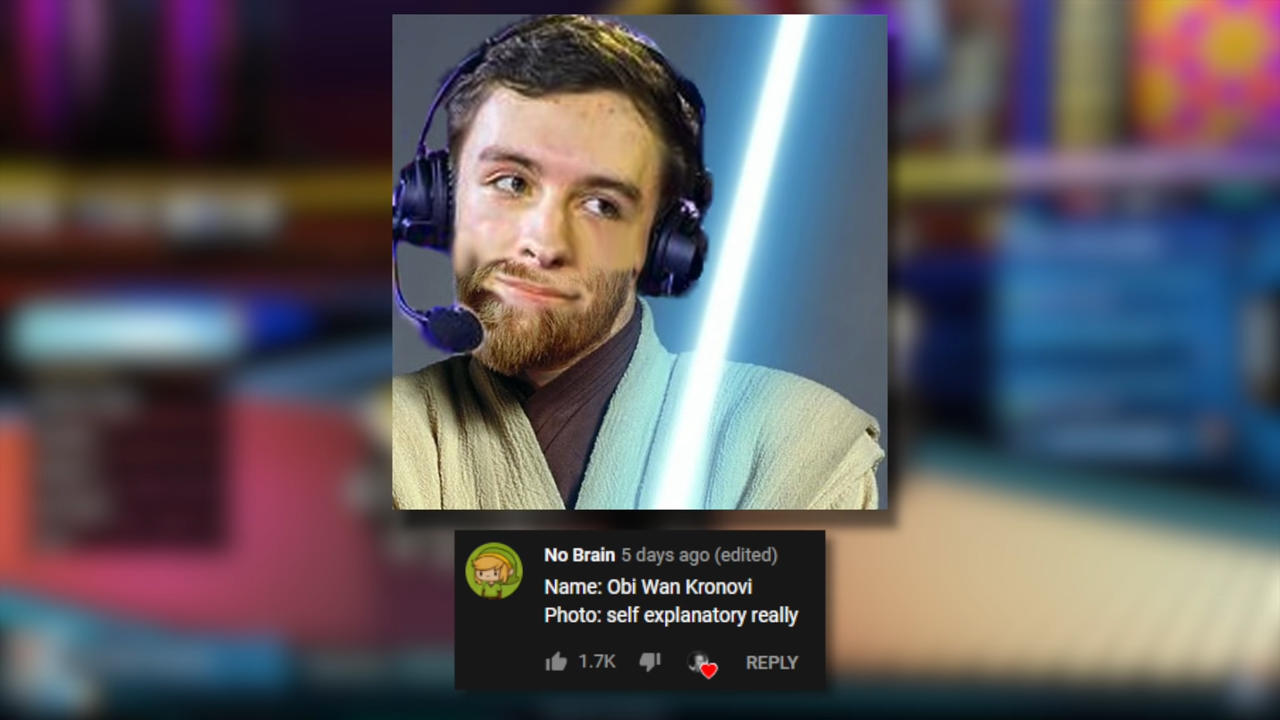 No Brain 5 days ago (edited)
Name: Obi Wan Kronovi
Photo: self explanatory really
1.7K REPLY